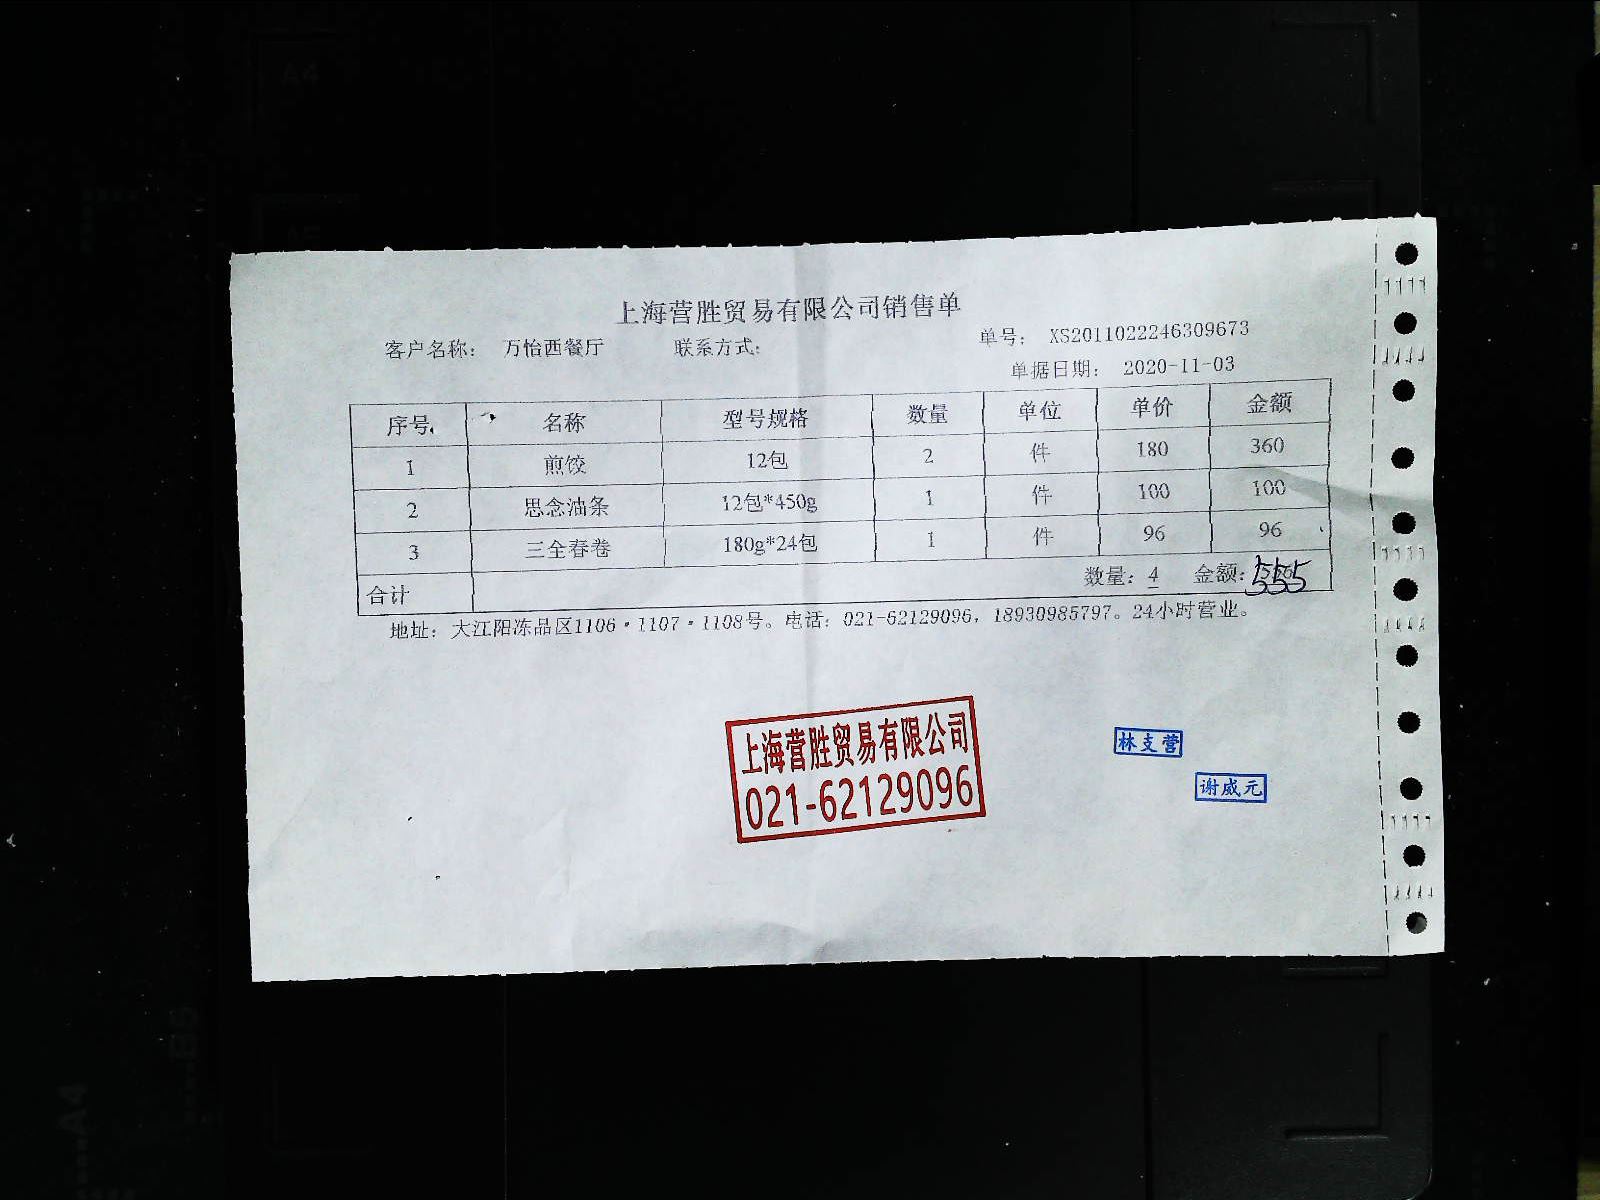 上海营胜贸易有限公司销售单
客户名称： 万怡西餐厅 联系方式： 单号： XS2011022246309673
单据日期： 2020-11-03
序号 名称 型号规格 数量 单位 单价 金额
1 煎饺 12包 2 件 180 360
2 思念油条 12包*450g 1 件 100 100
3 三全春卷 180g*24包 1 件 96 96
合计 数量：4 金额：555
地址：大江阳冻品区1106·1107·1108号。电话：021-62129096，18930985797。24小时营业。
上海营胜贸易有限公司
021-62129096
林支营
谢威元
A4
A5
B5
A4